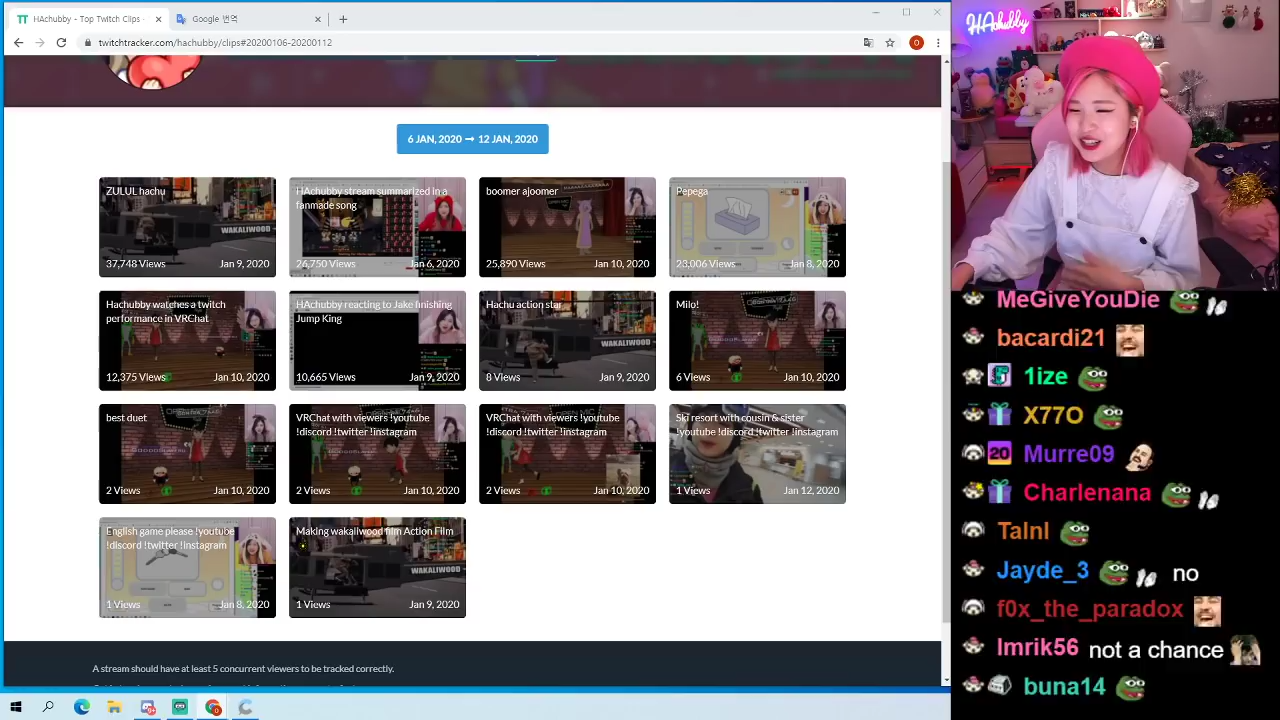 HAchubby - Top Twitch Clips -
Google 번역
twitchtracker.com/hachubby/clips#20200106-20200112
HAchubby
6 JAN, 2020 → 12 JAN, 2020
ZULUL hachu
37,748 Views Jan 9, 2020
HAchubby stream summarized in a
fanmade song
26,750 Views Jan 6, 2020
boomer ajoomer
25,890 Views Jan 10, 2020
Pepega
23,006 Views Jan 8, 2020
WAKALIWOOD
Hachubby watches a twitch
performance in VRChat
12,375 Views Jan 10, 2020
HAchubby reacting to Jake finishing
Jump King
10,665 Views Jan 9, 2020
Hachu action star
8 Views Jan 9, 2020
WAKALIWOOD
Milo!
6 Views Jan 10, 2020
best duet
2 Views Jan 10, 2020
VRChat with viewers !youtube
!discord !twitter !instagram
2 Views Jan 10, 2020
VRChat with viewers !youtube
!discord !twitter !instagram
2 Views Jan 10, 2020
Ski resort with cousin & sister
!youtube !discord !twitter !instagram
1 Views Jan 12, 2020
English game please !youtube
!discord !twitter !instagram
1 Views Jan 8, 2020
Making wakaliwood film Action Film
WAKALIWOOD
1 Views Jan 9, 2020
A stream should have at least 5 concurrent viewers to be tracked correctly.
MeGiveYouDie
bacardi21
1ize
X77O
20 Murre09
Charlenana
Talnl
Jayde_3 no
f0x_the_paradox
lmrik56 not a chance
buna14